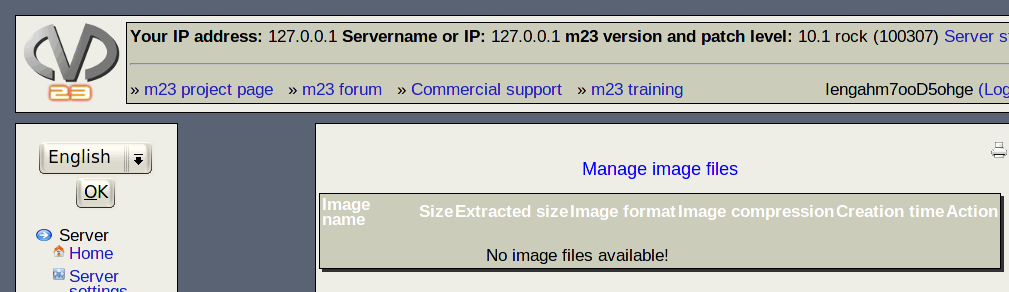 Your IP address: 127.0.0.1 Servername or IP: 127.0.0.1 m23 version and patch level: 10.1 rock (100307) Server s
23
» m23 project page » m23 forum » Commercial support » m23 training Iengahm7ooD5ohge (Log
English
OK
Manage image files
Image name Size Extracted size Image format Image compression Creation time Action
No image files available!
Server
Home
Server
settings